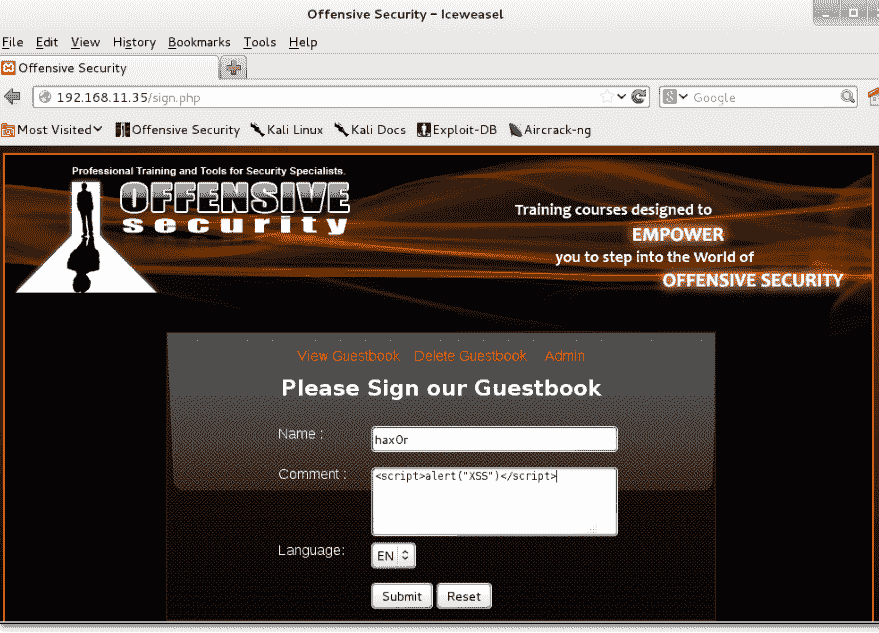 Offensive Security – Iceweasel
File Edit View History Bookmarks Tools Help
Offensive Security
192.168.11.35/sign.php
Google
Most Visited Offensive Security Kali Linux Kali Docs Exploit-DB Aircrack-ng
Professional Training and Tools for Security Specialists.
OFFENSIVE
security
Training courses designed to
EMPOWER
you to step into the World of
OFFENSIVE SECURITY
View Guestbook Delete Guestbook Admin
Please Sign our Guestbook
Name :
hax0r
Comment :
<script>alert("XSS")</script>
Language:
EN
Submit Reset